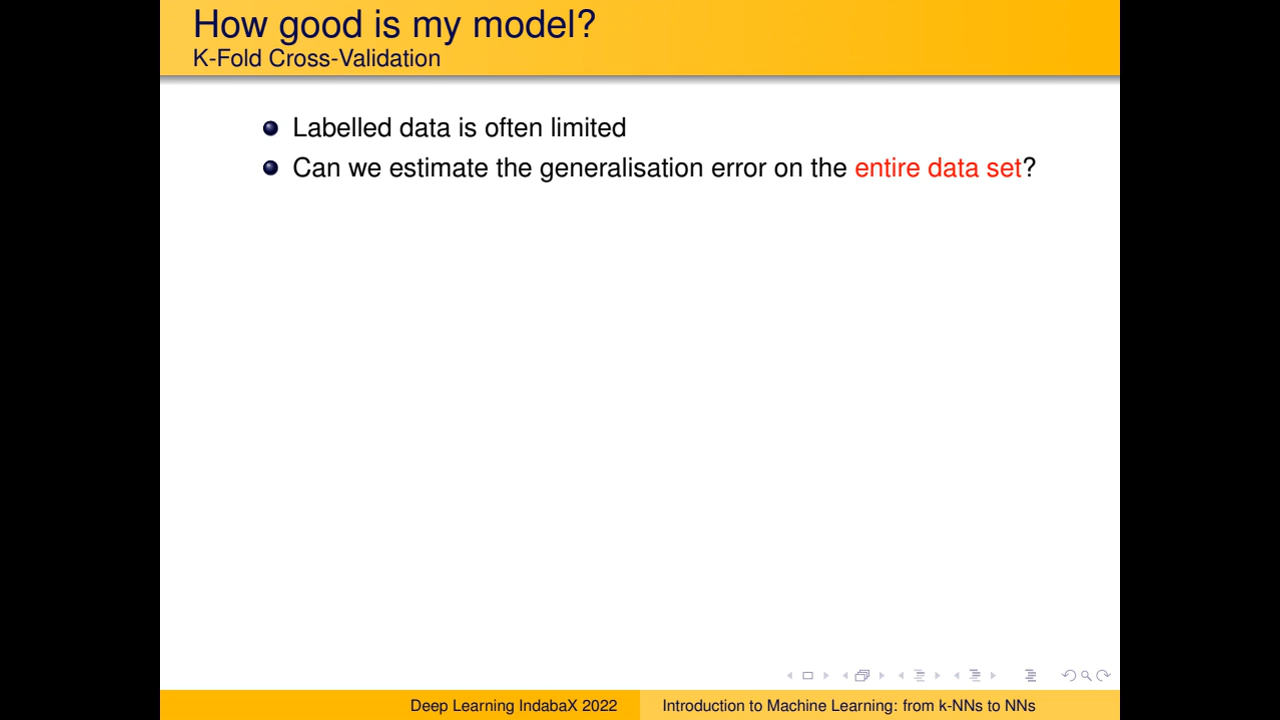 How good is my model?
K-Fold Cross-Validation
Labelled data is often limited
Can we estimate the generalisation error on the entire data set?
Deep Learning IndabaX 2022
Introduction to Machine Learning: from k-NNs to NNs